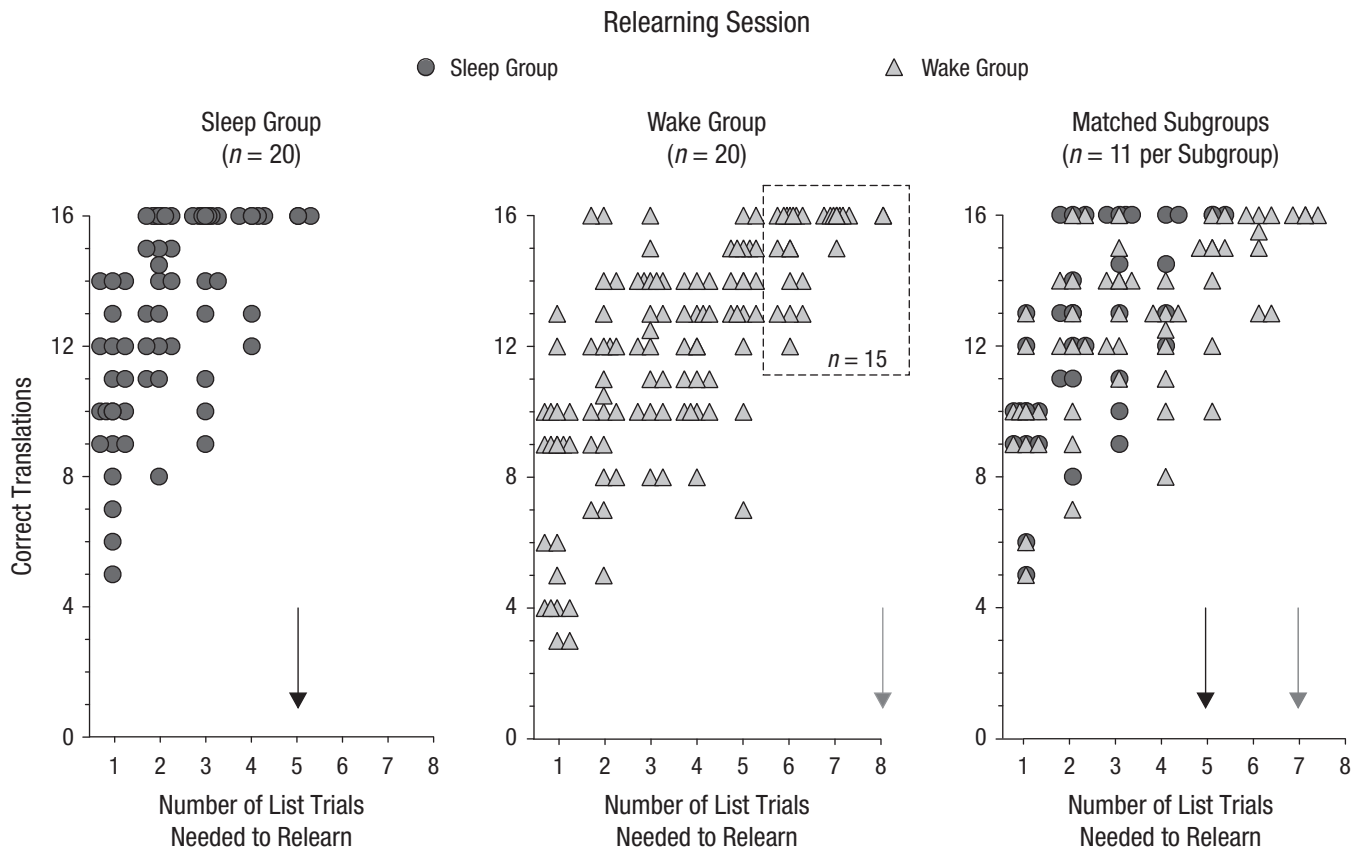 Relearning Session
Sleep Group
Wake Group
Sleep Group
(n = 20)
Wake Group
(n = 20)
Matched Subgroups
(n = 11 per Subgroup)
Correct Translations
16
12
8
4
0
1 2 3 4 5 6 7 8
Number of List Trials
Needed to Relearn
16
12
8
4
0
n = 15
1 2 3 4 5 6 7 8
Number of List Trials
Needed to Relearn
16
12
8
4
0
1 2 3 4 5 6 7 8
Number of List Trials
Needed to Relearn